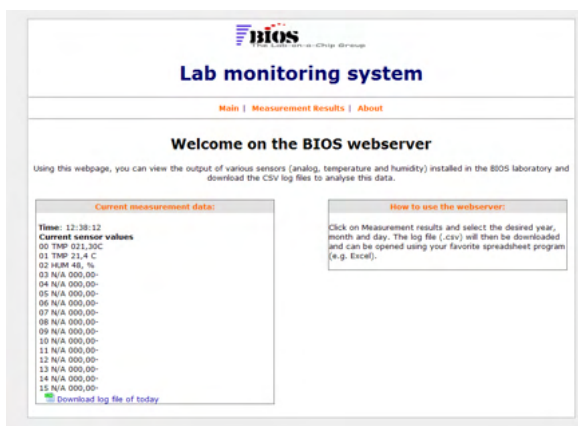 BIOS
The Lab-on-a-Chip Group
Lab monitoring system
Main | Measurement Results | About
Welcome on the BIOS webserver
Using this webpage, you can view the output of various sensors (analog, temperature and humidity) installed in the BIOS laboratory and
download the CSV log files to analyse this data.
Current measurement data:
Time: 12:38:12
Current sensor values
00 TMP 021,30C
01 TMP 21,4 C
02 HUM 48, %
03 N/A 000,00-
04 N/A 000,00-
05 N/A 000,00-
06 N/A 000,00-
07 N/A 000,00-
08 N/A 000,00-
09 N/A 000,00-
10 N/A 000,00-
11 N/A 000,00-
12 N/A 000,00-
13 N/A 000,00-
14 N/A 000,00-
15 N/A 000,00-
Download log file of today
How to use the webserver:
Click on Measurement results and select the desired year,
month and day. The log file (.csv) will then be downloaded
and can be opened using your favorite spreadsheet program
(e.g. Excel).